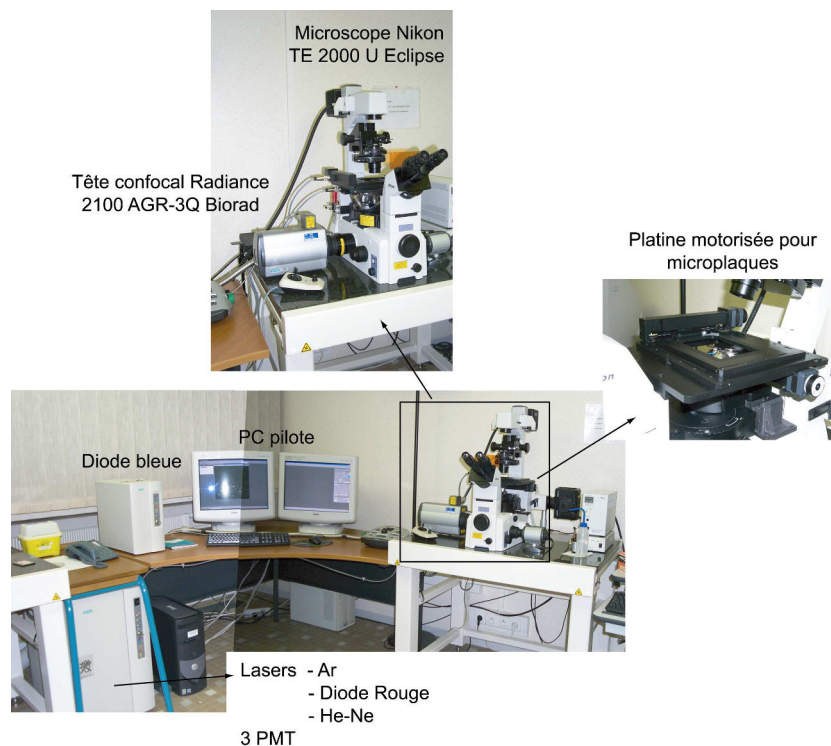 Microscope Nikon
TE 2000 U Eclipse
Tête confocal Radiance
2100 AGR-3Q Biorad
Platine motorisée pour
microplaques
on
PC pilote
Diode bleue
Lasers - Ar
- Diode Rouge
- He-Ne
3 PMT